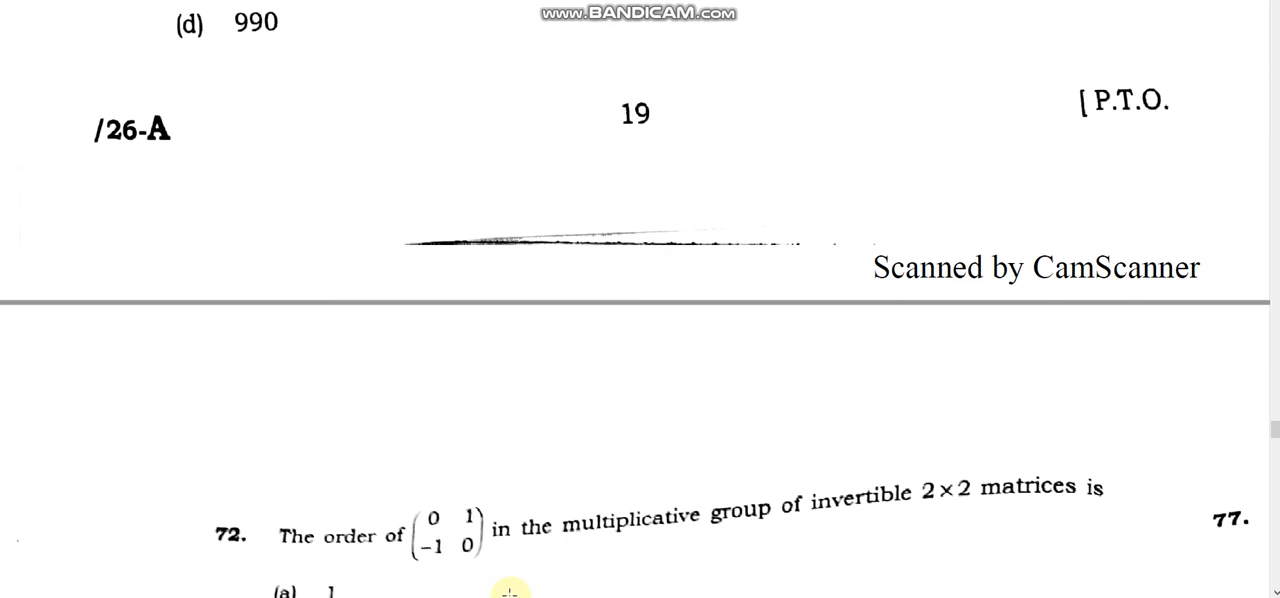 www.BANDICAM.com
(d) 990
/26-A
19
[ P.T.O.
Scanned by CamScanner
72. The order of (0 1
-1 0) in the multiplicative group of invertible 2×2 matrices is
77.
(a) 1